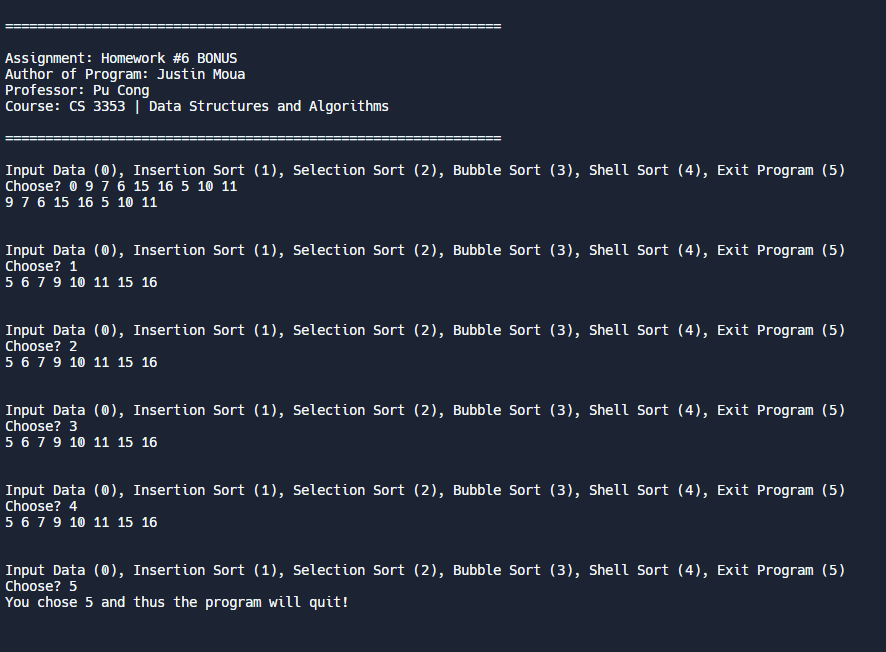 ==============================================================
Assignment: Homework #6 BONUS
Author of Program: Justin Moua
Professor: Pu Cong
Course: CS 3353 | Data Structures and Algorithms
==============================================================
Input Data (0), Insertion Sort (1), Selection Sort (2), Bubble Sort (3), Shell Sort (4), Exit Program (5)
Choose? 0 9 7 6 15 16 5 10 11
9 7 6 15 16 5 10 11
Input Data (0), Insertion Sort (1), Selection Sort (2), Bubble Sort (3), Shell Sort (4), Exit Program (5)
Choose? 1
5 6 7 9 10 11 15 16
Input Data (0), Insertion Sort (1), Selection Sort (2), Bubble Sort (3), Shell Sort (4), Exit Program (5)
Choose? 2
5 6 7 9 10 11 15 16
Input Data (0), Insertion Sort (1), Selection Sort (2), Bubble Sort (3), Shell Sort (4), Exit Program (5)
Choose? 3
5 6 7 9 10 11 15 16
Input Data (0), Insertion Sort (1), Selection Sort (2), Bubble Sort (3), Shell Sort (4), Exit Program (5)
Choose? 4
5 6 7 9 10 11 15 16
Input Data (0), Insertion Sort (1), Selection Sort (2), Bubble Sort (3), Shell Sort (4), Exit Program (5)
Choose? 5
You chose 5 and thus the program will quit!